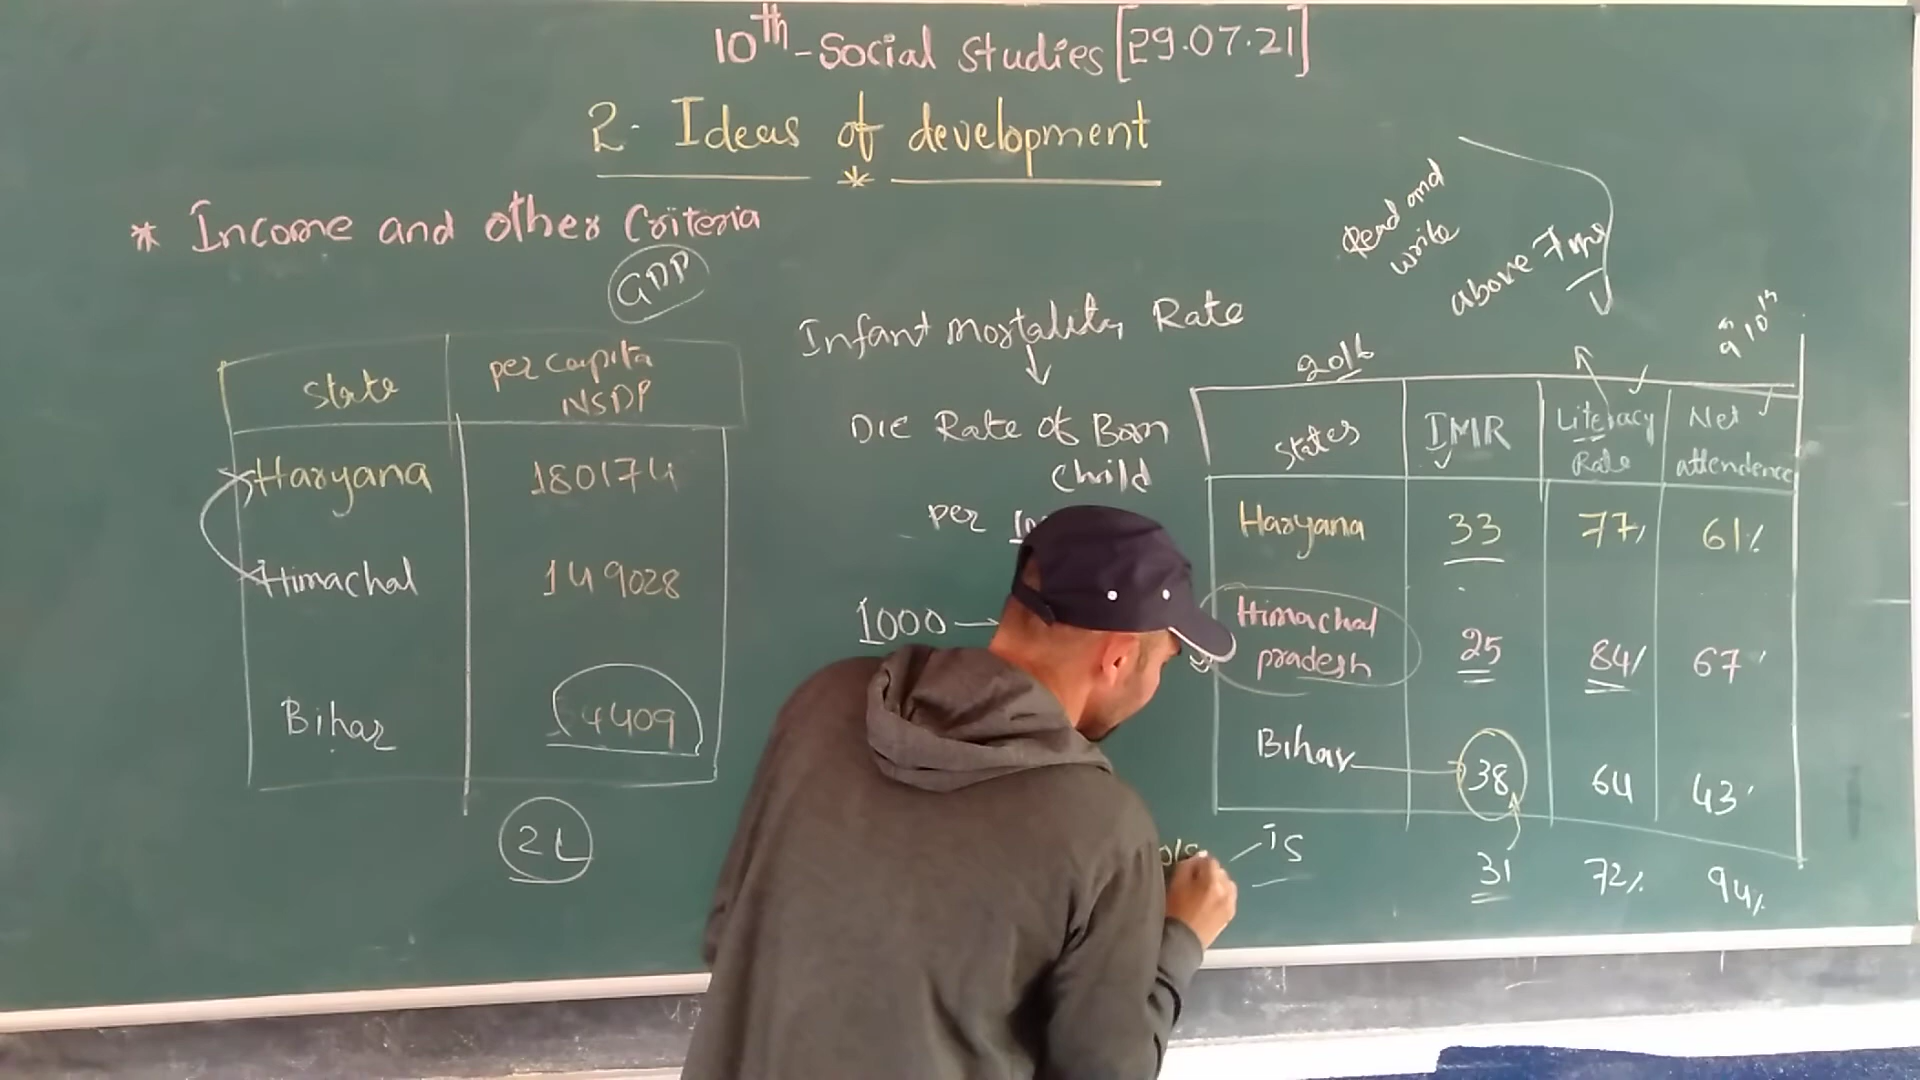 10th - Social Studies [29.07.21]
2. Ideas of development
* Income and other Criteria
GDP
State
per capita
NSDP
Haryana 180174
Himachal 149028
Bihar 4409
2L
Infant mortality Rate
Die Rate of Born
Child
per
1000
Read and
write
above 7 yrs
9 10th
2016
States
IMR
Literacy
Rate
Net
attendence
Haryana 33 77% 61%
Himachal
pradesh
25 84% 67
Bihar 38 64 43
TS 31 72% 94%